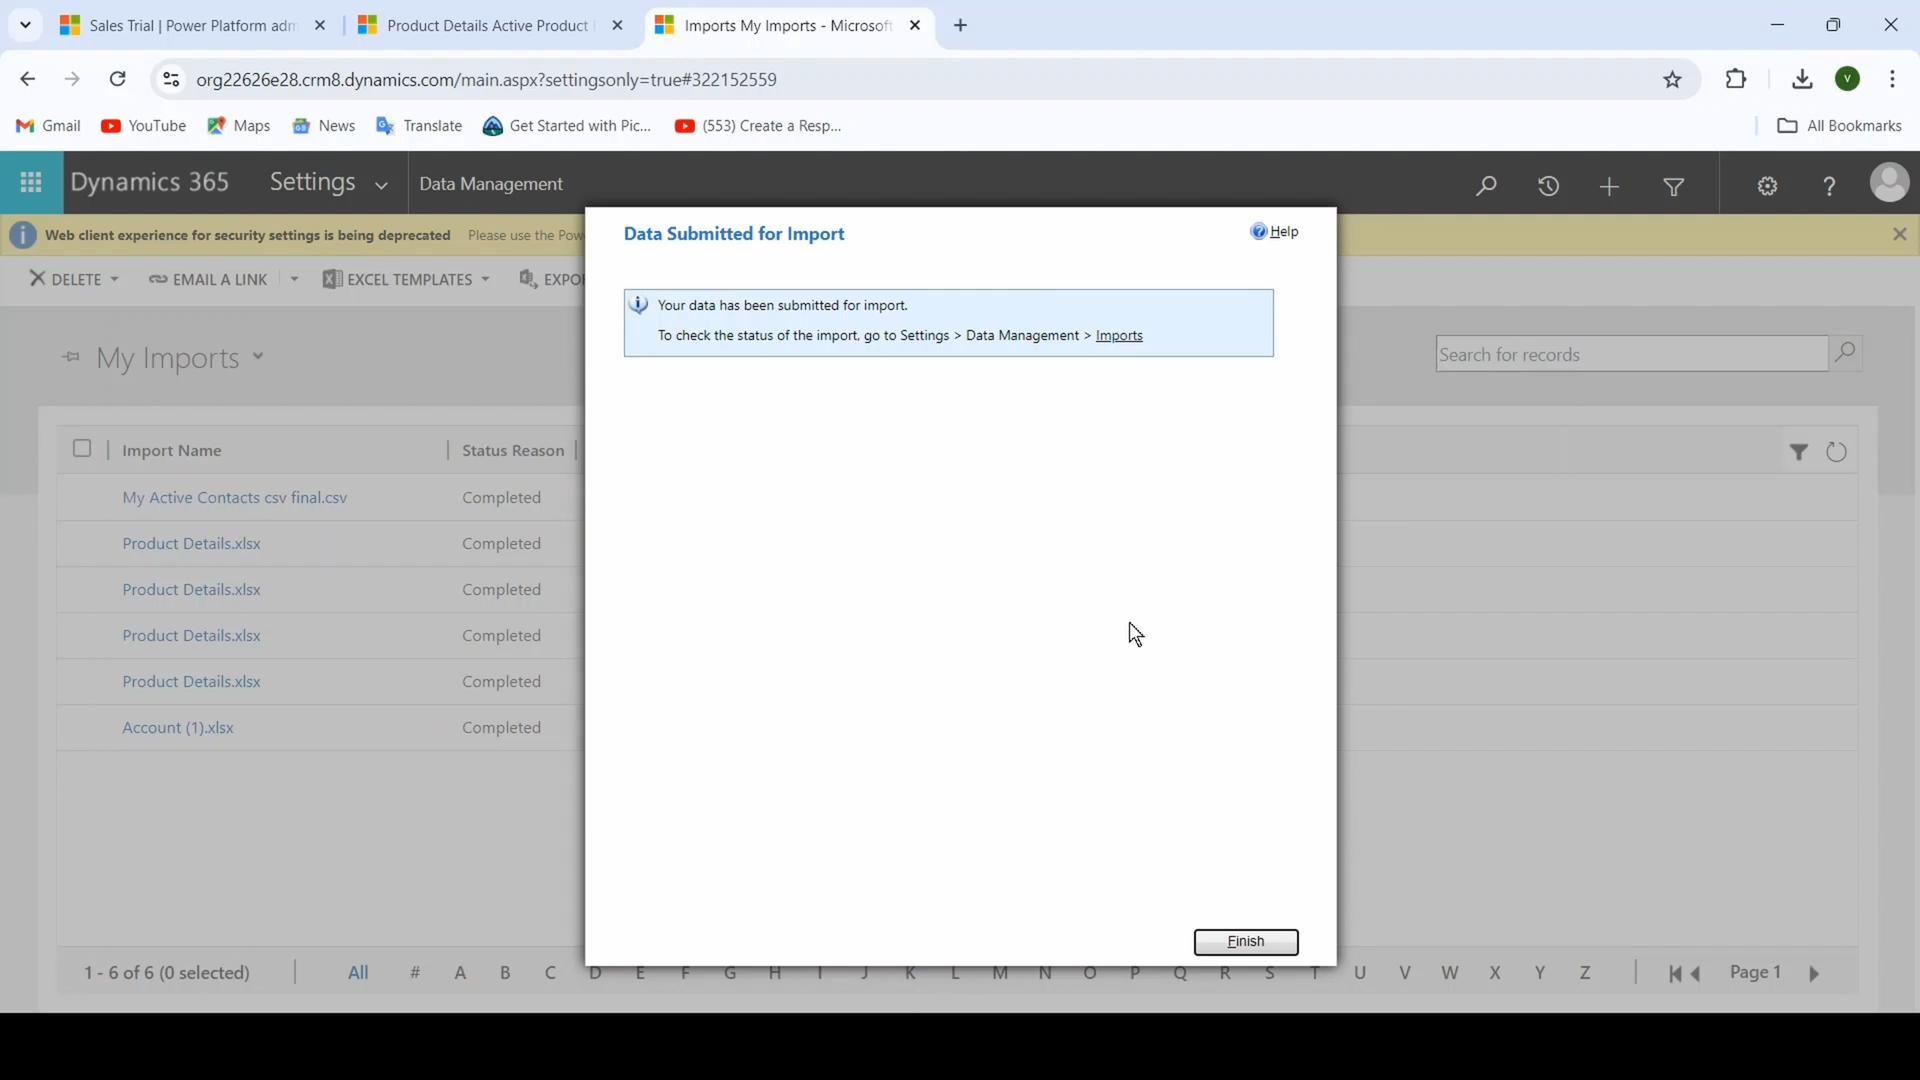 Sales Trial | Power Platform adm
Product Details Active Product
Imports My Imports - Microsoft
org22626e28.crm8.dynamics.com/main.aspx?settingsonly=true#322152559
V
Gmail
YouTube
Maps
News
Translate
Get Started with Pic...
(553) Create a Resp...
All Bookmarks
Dynamics 365
Settings
Data Management
Web client experience for security settings is being deprecated Please use the Pow
DELETE
EMAIL A LINK
EXCEL TEMPLATES
EXPO
Data Submitted for Import
Help
Your data has been submitted for import.
To check the status of the import, go to Settings > Data Management > Imports
My Imports
Search for records
Import Name
Status Reason
My Active Contacts csv final.csv
Completed
Product Details.xlsx
Completed
Product Details.xlsx
Completed
Product Details.xlsx
Completed
Product Details.xlsx
Completed
Account (1).xlsx
Completed
Finish
1 - 6 of 6 (0 selected)
All # A B C D E F G H I J K L M N O P Q R S T U V W X Y Z
Page 1